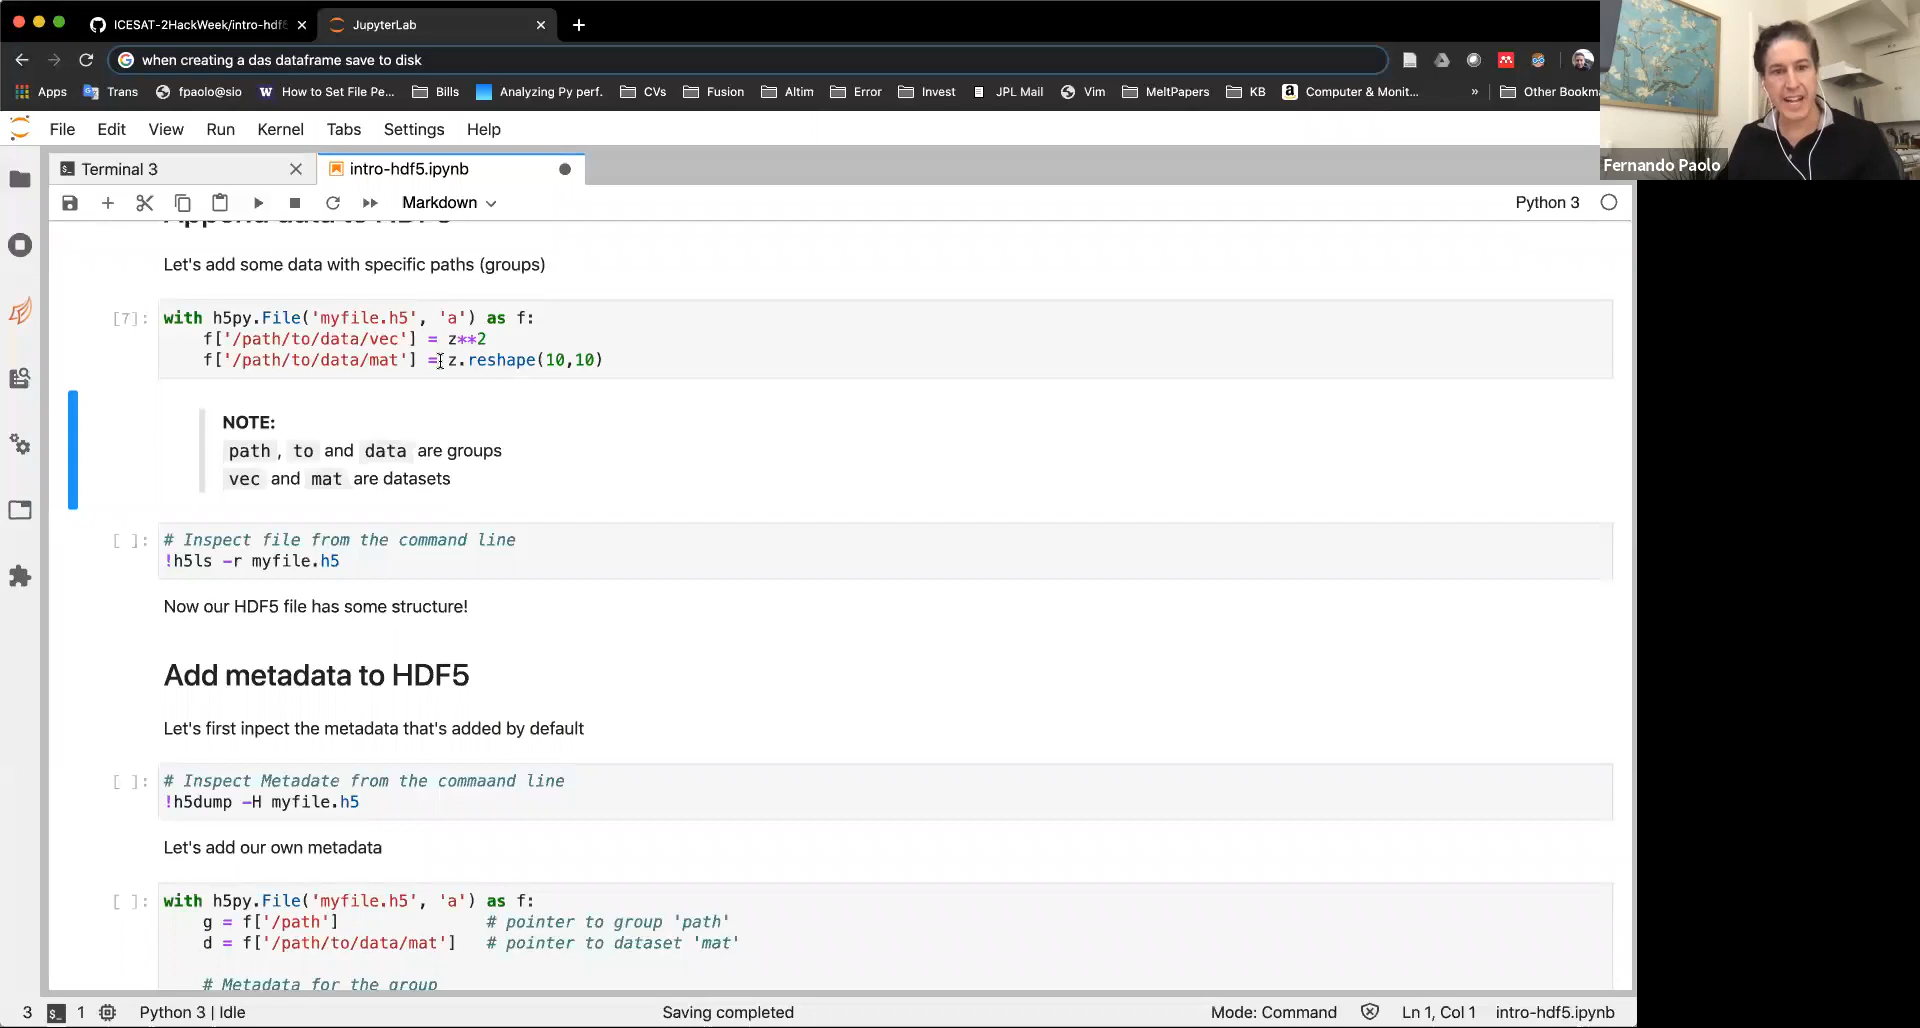 ICESAT-2HackWeek/intro-hdf5
JupyterLab
when creating a das dataframe save to disk
Apps
Trans
fpaolo@sio
How to Set File Pe...
Bills
Analyzing Py perf.
CVs
Fusion
Altim
Error
Invest
JPL Mail
Vim
MeltPapers
KB
Computer & Monit...
»
Other Bookma
Fernando Paolo
File Edit View Run Kernel Tabs Settings Help
Terminal 3
intro-hdf5.ipynb
Markdown
Python 3
Append data to HDF5
Let's add some data with specific paths (groups)
[7]: with h5py.File('myfile.h5', 'a') as f:
f['/path/to/data/vec'] = z**2
f['/path/to/data/mat'] = z.reshape(10,10)
NOTE:
path, to and data are groups
vec and mat are datasets
[ ]: # Inspect file from the command line
!h5ls -r myfile.h5
Now our HDF5 file has some structure!
Add metadata to HDF5
Let's first inpect the metadata that's added by default
[ ]: # Inspect Metadate from the commaand line
!h5dump -H myfile.h5
Let's add our own metadata
[ ]: with h5py.File('myfile.h5', 'a') as f:
g = f['/path'] # pointer to group 'path'
d = f['/path/to/data/mat'] # pointer to dataset 'mat'
# Metadata for the group
3 1 Python 3 | Idle
Saving completed
Mode: Command
Ln 1, Col 1
intro-hdf5.ipynb